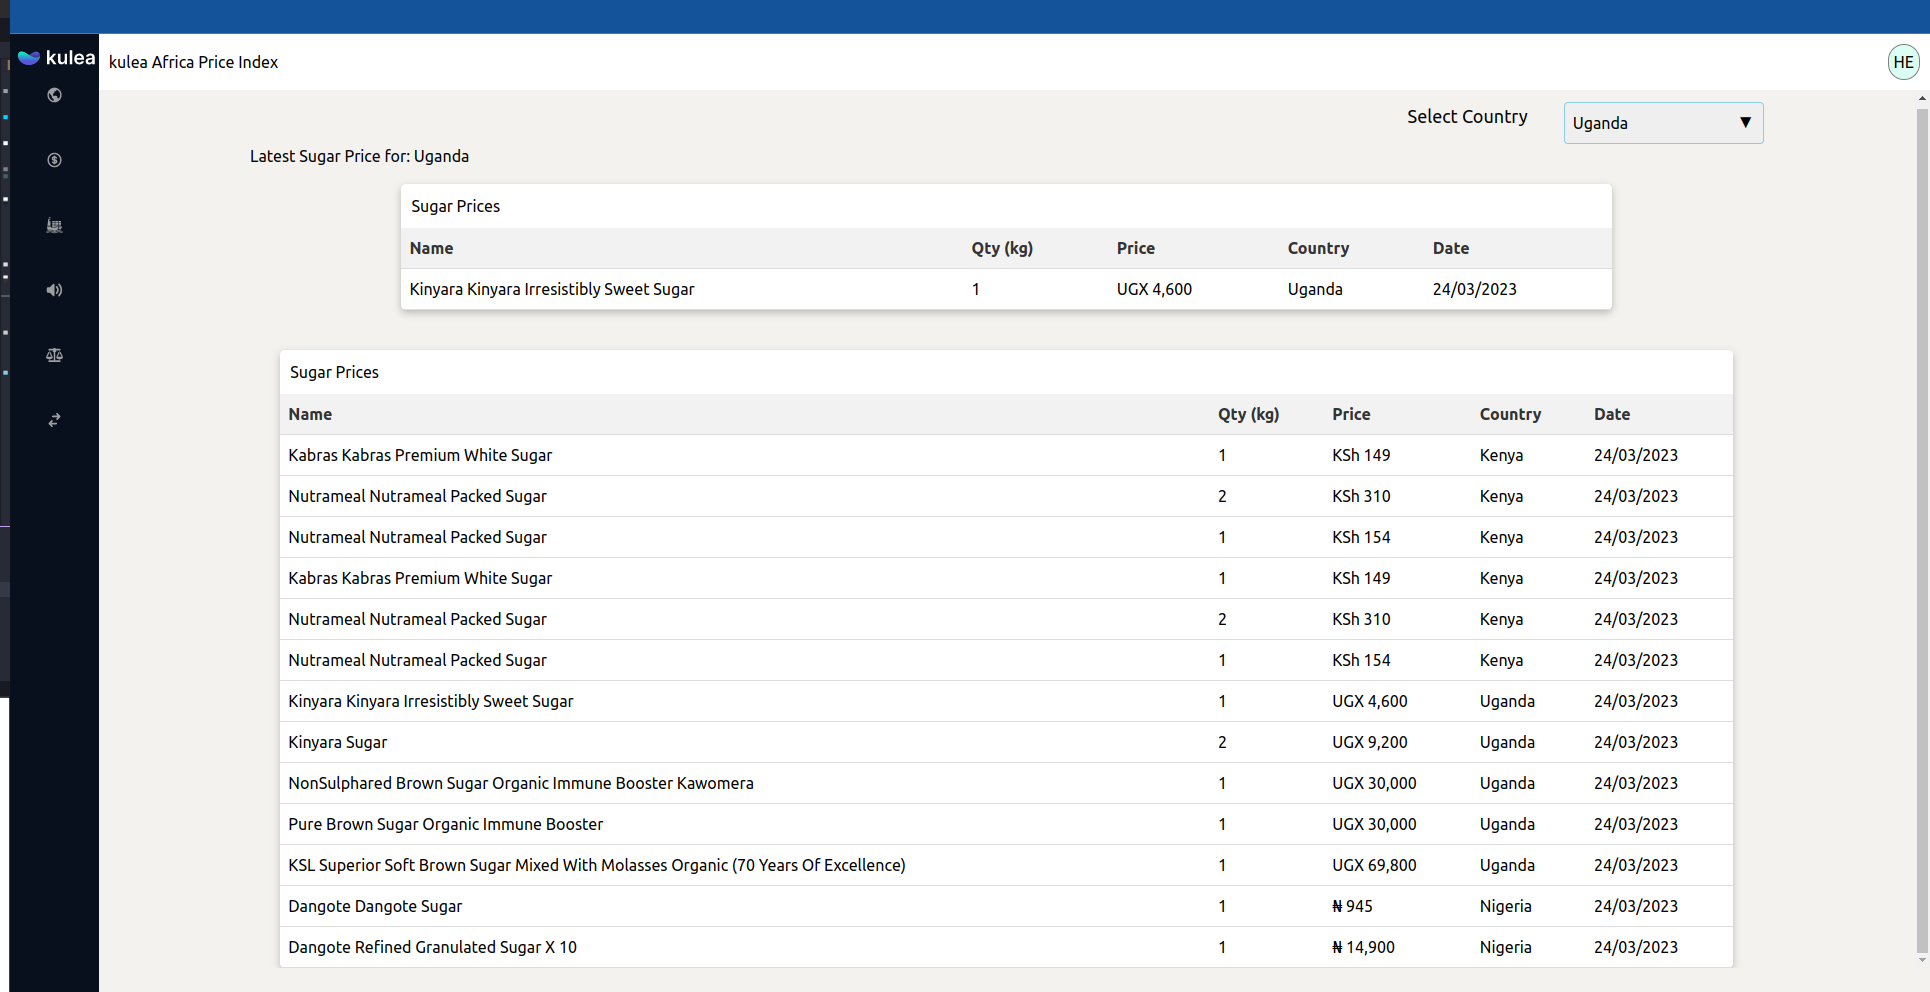 kulea
kulea Africa Price Index
HE
Select Country
Uganda
Latest Sugar Price for: Uganda
Sugar Prices
Name Qty (kg) Price Country Date
Kinyara Kinyara Irresistibly Sweet Sugar 1 UGX 4,600 Uganda 24/03/2023
Sugar Prices
Name Qty (kg) Price Country Date
Kabras Kabras Premium White Sugar 1 KSh 149 Kenya 24/03/2023
Nutrameal Nutrameal Packed Sugar 2 KSh 310 Kenya 24/03/2023
Nutrameal Nutrameal Packed Sugar 1 KSh 154 Kenya 24/03/2023
Kabras Kabras Premium White Sugar 1 KSh 149 Kenya 24/03/2023
Nutrameal Nutrameal Packed Sugar 2 KSh 310 Kenya 24/03/2023
Nutrameal Nutrameal Packed Sugar 1 KSh 154 Kenya 24/03/2023
Kinyara Kinyara Irresistibly Sweet Sugar 1 UGX 4,600 Uganda 24/03/2023
Kinyara Sugar 2 UGX 9,200 Uganda 24/03/2023
NonSulphared Brown Sugar Organic Immune Booster Kawomera 1 UGX 30,000 Uganda 24/03/2023
Pure Brown Sugar Organic Immune Booster 1 UGX 30,000 Uganda 24/03/2023
KSL Superior Soft Brown Sugar Mixed With Molasses Organic (70 Years Of Excellence) 1 UGX 69,800 Uganda 24/03/2023
Dangote Dangote Sugar 1 ₦ 945 Nigeria 24/03/2023
Dangote Refined Granulated Sugar X 10 1 ₦ 14,900 Nigeria 24/03/2023